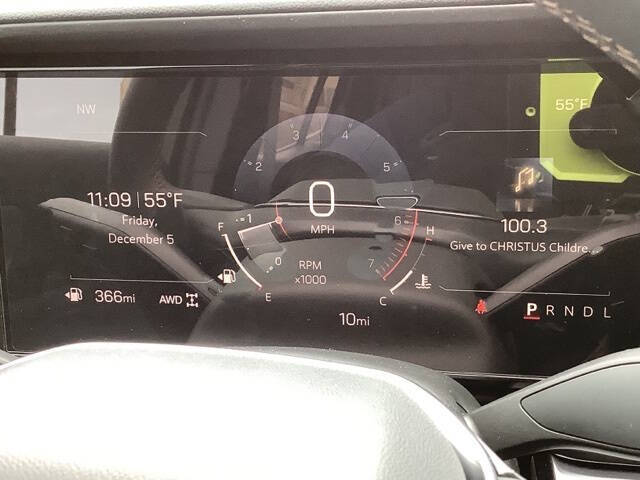 NW
55°F
3 4
2 5
11:09 | 55°F
Friday,
December 5
0
MPH
1
6
F
H
0
7
RPM
x1000
E
C
100.3
Give to CHRISTUS Childre...
366mi
AWD
10mi
P R N D L